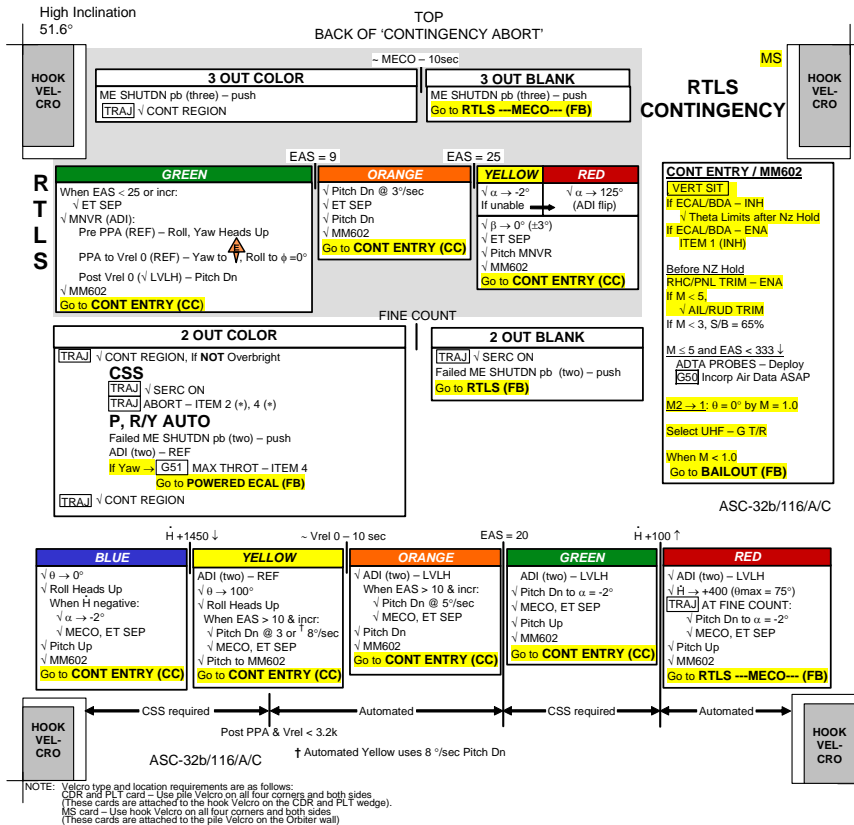 High Inclination
51.6°
TOP
BACK OF 'CONTINGENCY ABORT'
HOOK
VEL-
CRO
~ MECO – 10sec
MS
HOOK
VEL-
CRO
3 OUT COLOR
ME SHUTDN pb (three) – push
TRAJ √ CONT REGION
3 OUT BLANK
ME SHUTDN pb (three) – push
Go to RTLS ---MECO--- (FB)
RTLS
CONTINGENCY
R
T
L
S
EAS = 9
EAS = 25
GREEN
When EAS < 25 or incr:
√ ET SEP
√ MNVR (ADI):
Pre PPA (REF) – Roll, Yaw Heads Up
PPA to Vrel 0 (REF) – Yaw to , Roll to ϕ =0°
Post Vrel 0 (√ LVLH) – Pitch Dn
√ MM602
Go to CONT ENTRY (CC)
ORANGE
√ Pitch Dn @ 3°/sec
√ ET SEP
√ Pitch Dn
√ MM602
Go to CONT ENTRY (CC)
YELLOW
√ α → -2°
If unable
RED
√ α → 125°
(ADI flip)
√ β → 0° (±3°)
√ ET SEP
√ Pitch MNVR
√ MM602
Go to CONT ENTRY (CC)
CONT ENTRY / MM602
VERT SIT
If ECAL/BDA – INH
√ Theta Limits after Nz Hold
If ECAL/BDA – ENA
ITEM 1 (INH)
Before NZ Hold
RHC/PNL TRIM – ENA
If M < 5,
√ AIL/RUD TRIM
If M < 3, S/B = 65%
M ≤ 5 and EAS < 333 ↓
ADTA PROBES – Deploy
G50 Incorp Air Data ASAP
M2 → 1: θ = 0° by M = 1.0
Select UHF – G T/R
When M < 1.0
Go to BAILOUT (FB)
FINE COUNT
2 OUT COLOR
TRAJ √ CONT REGION, If NOT Overbright
CSS
TRAJ √ SERC ON
TRAJ ABORT – ITEM 2 (∗), 4 (∗)
P, R/Y AUTO
Failed ME SHUTDN pb (two) – push
ADI (two) – REF
If Yaw → G51 MAX THROT – ITEM 4
Go to POWERED ECAL (FB)
TRAJ √ CONT REGION
2 OUT BLANK
TRAJ √ SERC ON
Failed ME SHUTDN pb (two) – push
Go to RTLS (FB)
ASC-32b/116/A/C
Ḣ +1450 ↓
~ Vrel 0 – 10 sec
EAS = 20
Ḣ +100 ↑
BLUE
√ θ → 0°
√ Roll Heads Up
When Ḣ negative:
√ α → -2°
√ MECO, ET SEP
√ Pitch Up
√ MM602
Go to CONT ENTRY (CC)
YELLOW
ADI (two) – REF
√ θ → 100°
√ Roll Heads Up
When EAS > 10 & incr:
√ Pitch Dn @ 3 or † 8°/sec
√ MECO, ET SEP
√ Pitch to MM602
Go to CONT ENTRY (CC)
ORANGE
√ ADI (two) – LVLH
When EAS > 10 & incr:
√ Pitch Dn @ 5°/sec
√ MECO, ET SEP
√ Pitch Dn
√ MM602
Go to CONT ENTRY (CC)
GREEN
ADI (two) – LVLH
√ Pitch Dn to α = -2°
√ MECO, ET SEP
√ Pitch Up
√ MM602
Go to CONT ENTRY (CC)
RED
√ ADI (two) – LVLH
√ Ḣ → +400 (θmax = 75°)
TRAJ AT FINE COUNT:
√ Pitch Dn to α = -2°
√ MECO, ET SEP
√ Pitch Up
√ MM602
Go to RTLS ---MECO--- (FB)
HOOK
VEL-
CRO
CSS required
Automated
CSS required
Automated
HOOK
VEL-
CRO
Post PPA & Vrel < 3.2k
ASC-32b/116/A/C
† Automated Yellow uses 8 °/sec Pitch Dn
NOTE: Velcro type and location requirements are as follows:
CDR and PLT card – Use pile Velcro on all four corners and both sides
(These cards are attached to the hook Velcro on the CDR and PLT wedge).
MS card – Use hook Velcro on all four corners and both sides
(These cards are attached to the pile Velcro on the Orbiter wall)